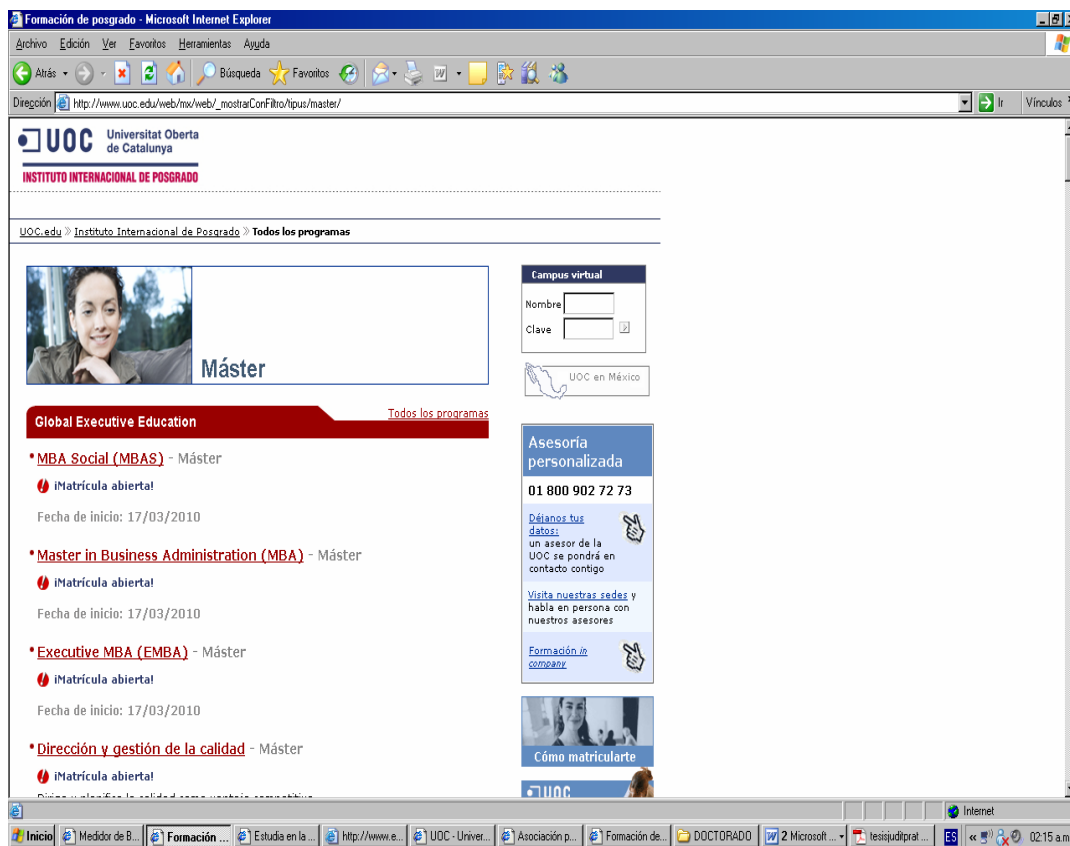 Formación de posgrado - Microsoft Internet Explorer
Archivo Edición Ver Favoritos Herramientas Ayuda
Atrás Búsqueda Favoritos
Dirección http://www.uoc.edu/web/mx/web/_mostrarConFiltro/tipus/master/ Ir Vínculos
UOC Universitat Oberta
de Catalunya
INSTITUTO INTERNACIONAL DE POSGRADO
UOC.edu » Instituto Internacional de Posgrado » Todos los programas
Máster
Global Executive Education Todos los programas
MBA Social (MBAS) - Máster
¡Matrícula abierta!
Fecha de inicio: 17/03/2010
Master in Business Administration (MBA) - Máster
¡Matrícula abierta!
Fecha de inicio: 17/03/2010
Executive MBA (EMBA) - Máster
¡Matrícula abierta!
Fecha de inicio: 17/03/2010
Dirección y gestión de la calidad - Máster
¡Matrícula abierta!
Campus virtual
Nombre
Clave
UOC en México
Asesoría
personalizada
01 800 902 72 73
Déjanos tus
datos:
un asesor de la
UOC se pondrá en
contacto contigo
Visita nuestras sedes y
habla en persona con
nuestros asesores
Formación in
company
Cómo matricularte
UOC
Internet
Inicio Medidor de B... Formación ... Estudia en la ... http://www.e... UOC - Univer... Asociación p... Formación de... DOCTORADO 2 Microsoft ... tesisjuditprat ... ES « 02:15 a.m.